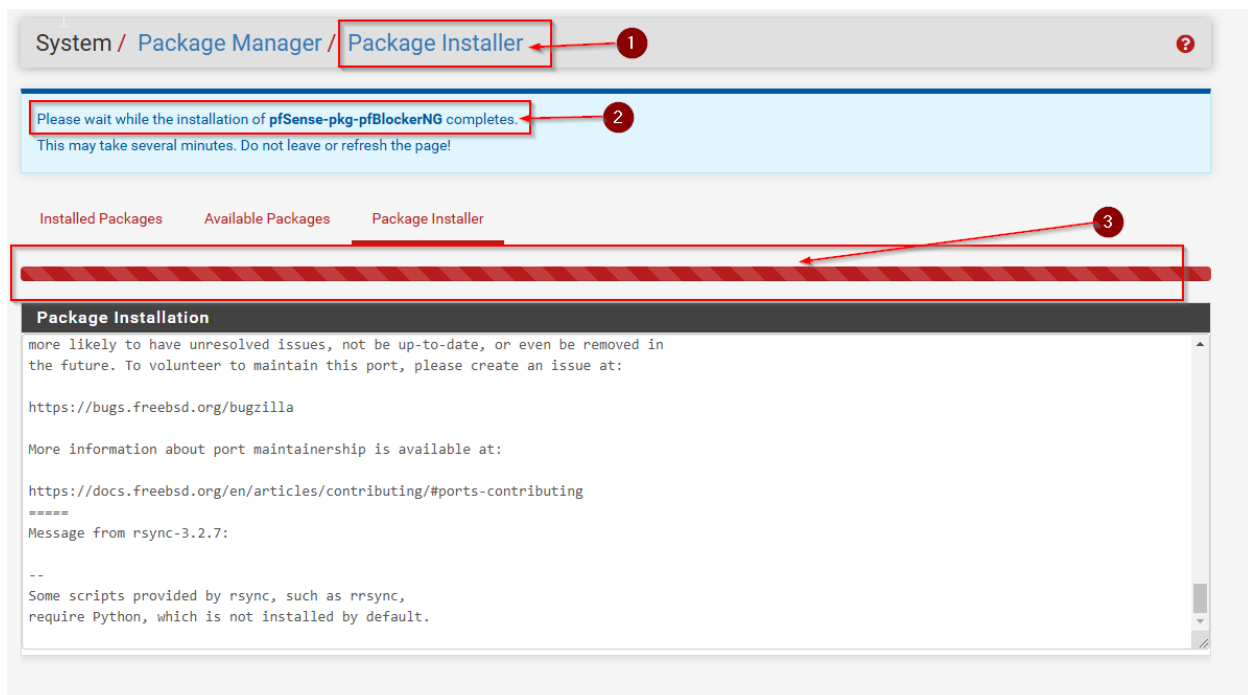 1
System / Package Manager / Package Installer
1
Please wait while the installation of pfSense-pkg-pfBlockerNG completes.
2
This may take several minutes. Do not leave or refresh the page!
Installed Packages Available Packages Package Installer
3
Package Installation
more likely to have unresolved issues, not be up-to-date, or even be removed in
the future. To volunteer to maintain this port, please create an issue at:
https://bugs.freebsd.org/bugzilla
More information about port maintainership is available at:
https://docs.freebsd.org/en/articles/contributing/#ports-contributing
=====
Message from rsync-3.2.7:
--
Some scripts provided by rsync, such as rrsync,
require Python, which is not installed by default.